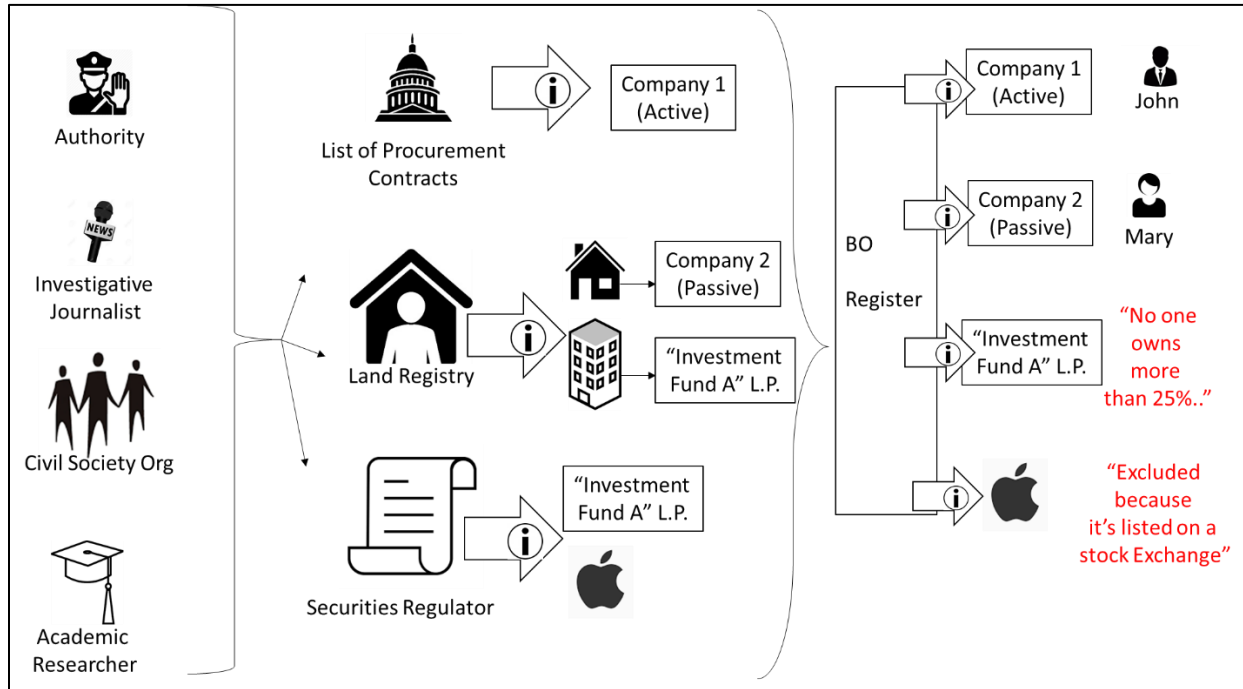 Authority
NEWS
Investigative
Journalist
Civil Society Org
Academic
Researcher
List of Procurement
Contracts
i
Company 1
(Active)
Land Registry
i
Company 2
(Passive)
“Investment
Fund A” L.P.
Securities Regulator
i
“Investment
Fund A” L.P.
BO
Register
i
Company 1
(Active)
John
i
Company 2
(Passive)
Mary
i
“Investment
Fund A” L.P.
“No one
owns
more
than 25%..”
i
“Excluded
because
it’s listed on a
stock Exchange”